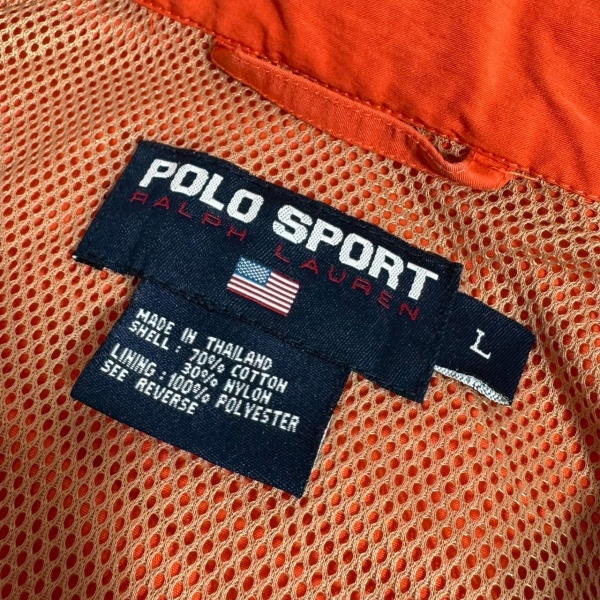 POLO SPORT
RALPH LAUREN
L
MADE IN THAILAND
SHELL : 70% COTTON
30% NYLON
LINING : 100% POLYESTER
SEE REVERSE